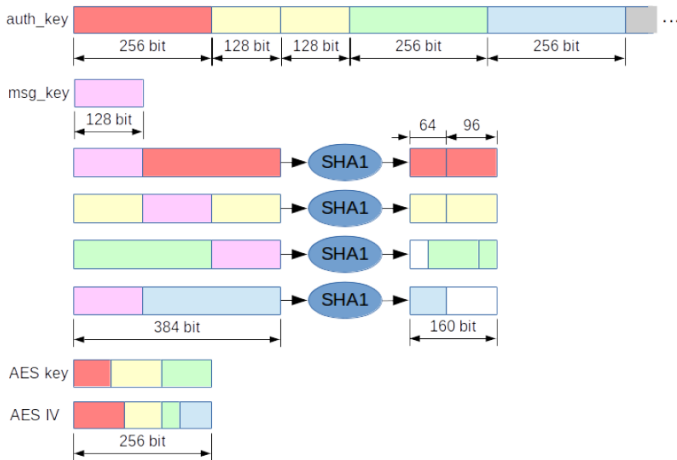 auth_key
...
256 bit 128 bit 128 bit 256 bit 256 bit
msg_key
128 bit
64 96
SHA1
SHA1
SHA1
SHA1
384 bit 160 bit
AES key
AES IV
256 bit